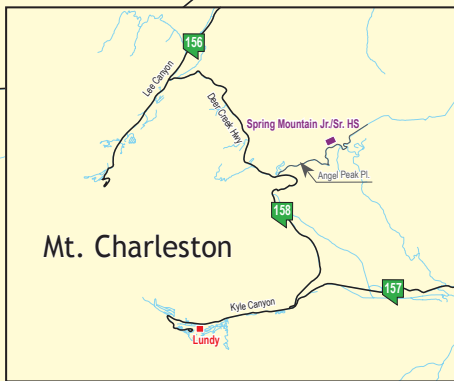 156
Lee Canyon
Deer Creek Hwy
Spring Mountain Jr./Sr. HS
Angel Peak Pl.
158
Mt. Charleston
157
Kyle Canyon
Lundy